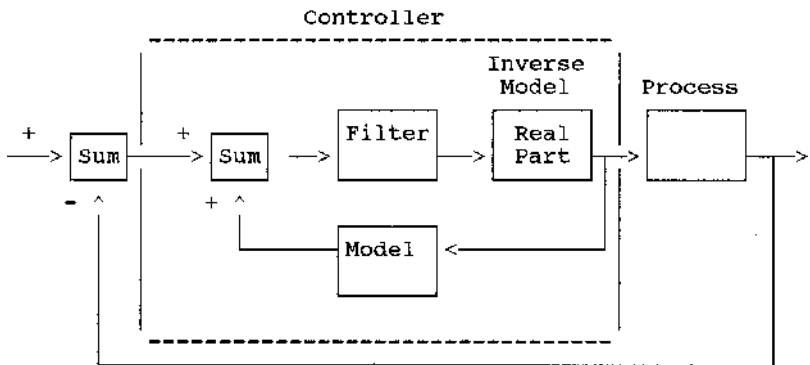 Controller
Inverse
Model
Process
Filter
Real
Part
+
Sum
+
Sum
-
+
Model